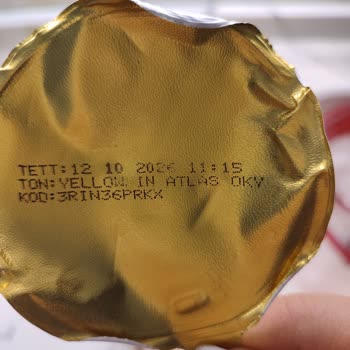 TETT:12 10 2026 11:15
TON:YELLOW IN ATLAS OKV
KOD:3RIN36PRKX